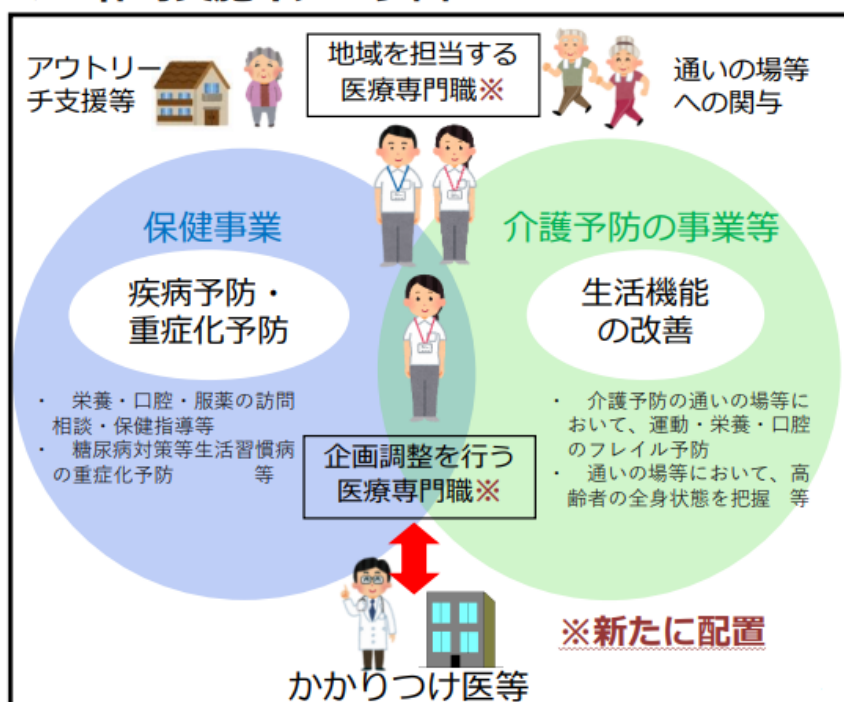 アウトリー
チ支援等
地域を担当する
医療専門職※
通いの場等
への関与
保健事業
疾病予防・
重症化予防
・　栄養・口腔・服薬の訪問
相談・保健指導等
・　糖尿病対策等生活習慣病
の重症化予防　　　　等
介護予防の事業等
生活機能
の改善
・　介護予防の通いの場等に
おいて、運動・栄養・口腔
のフレイル予防
・　通いの場等において、高
齢者の全身状態を把握　等
企画調整を行う
医療専門職※
※新たに配置
かかりつけ医等